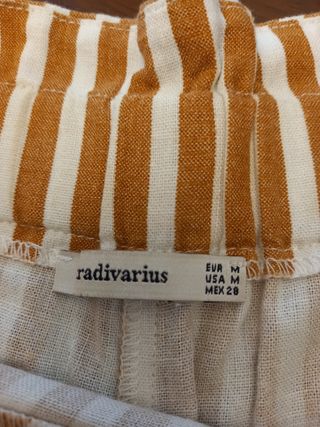 radivarius
EUR M
USA M
MEX 28